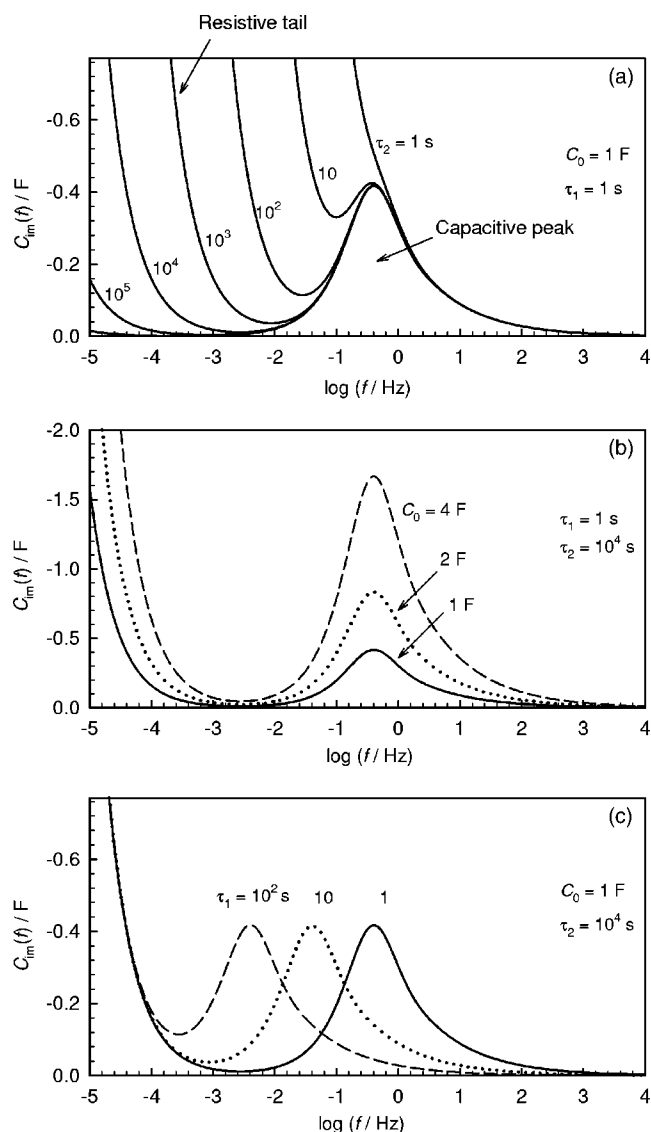 Resistive tail
(a)
-0.6
-0.4
-0.2
0.0
C_im(f) / F
τ₂ = 1 s
C₀ = 1 F
τ₁ = 1 s
10
10²
10³
10⁴
10⁵
Capacitive peak
-5 -4 -3 -2 -1 0 1 2 3 4
log (f / Hz)
(b)
-2.0
-1.5
-1.0
-0.5
0.0
C_im(f) / F
C₀ = 4 F
τ₁ = 1 s
τ₂ = 10⁴ s
2 F
1 F
-5 -4 -3 -2 -1 0 1 2 3 4
log (f / Hz)
(c)
-0.6
-0.4
-0.2
0.0
C_im(f) / F
τ₁ = 10² s 10 1
C₀ = 1 F
τ₂ = 10⁴ s
-5 -4 -3 -2 -1 0 1 2 3 4
log (f / Hz)